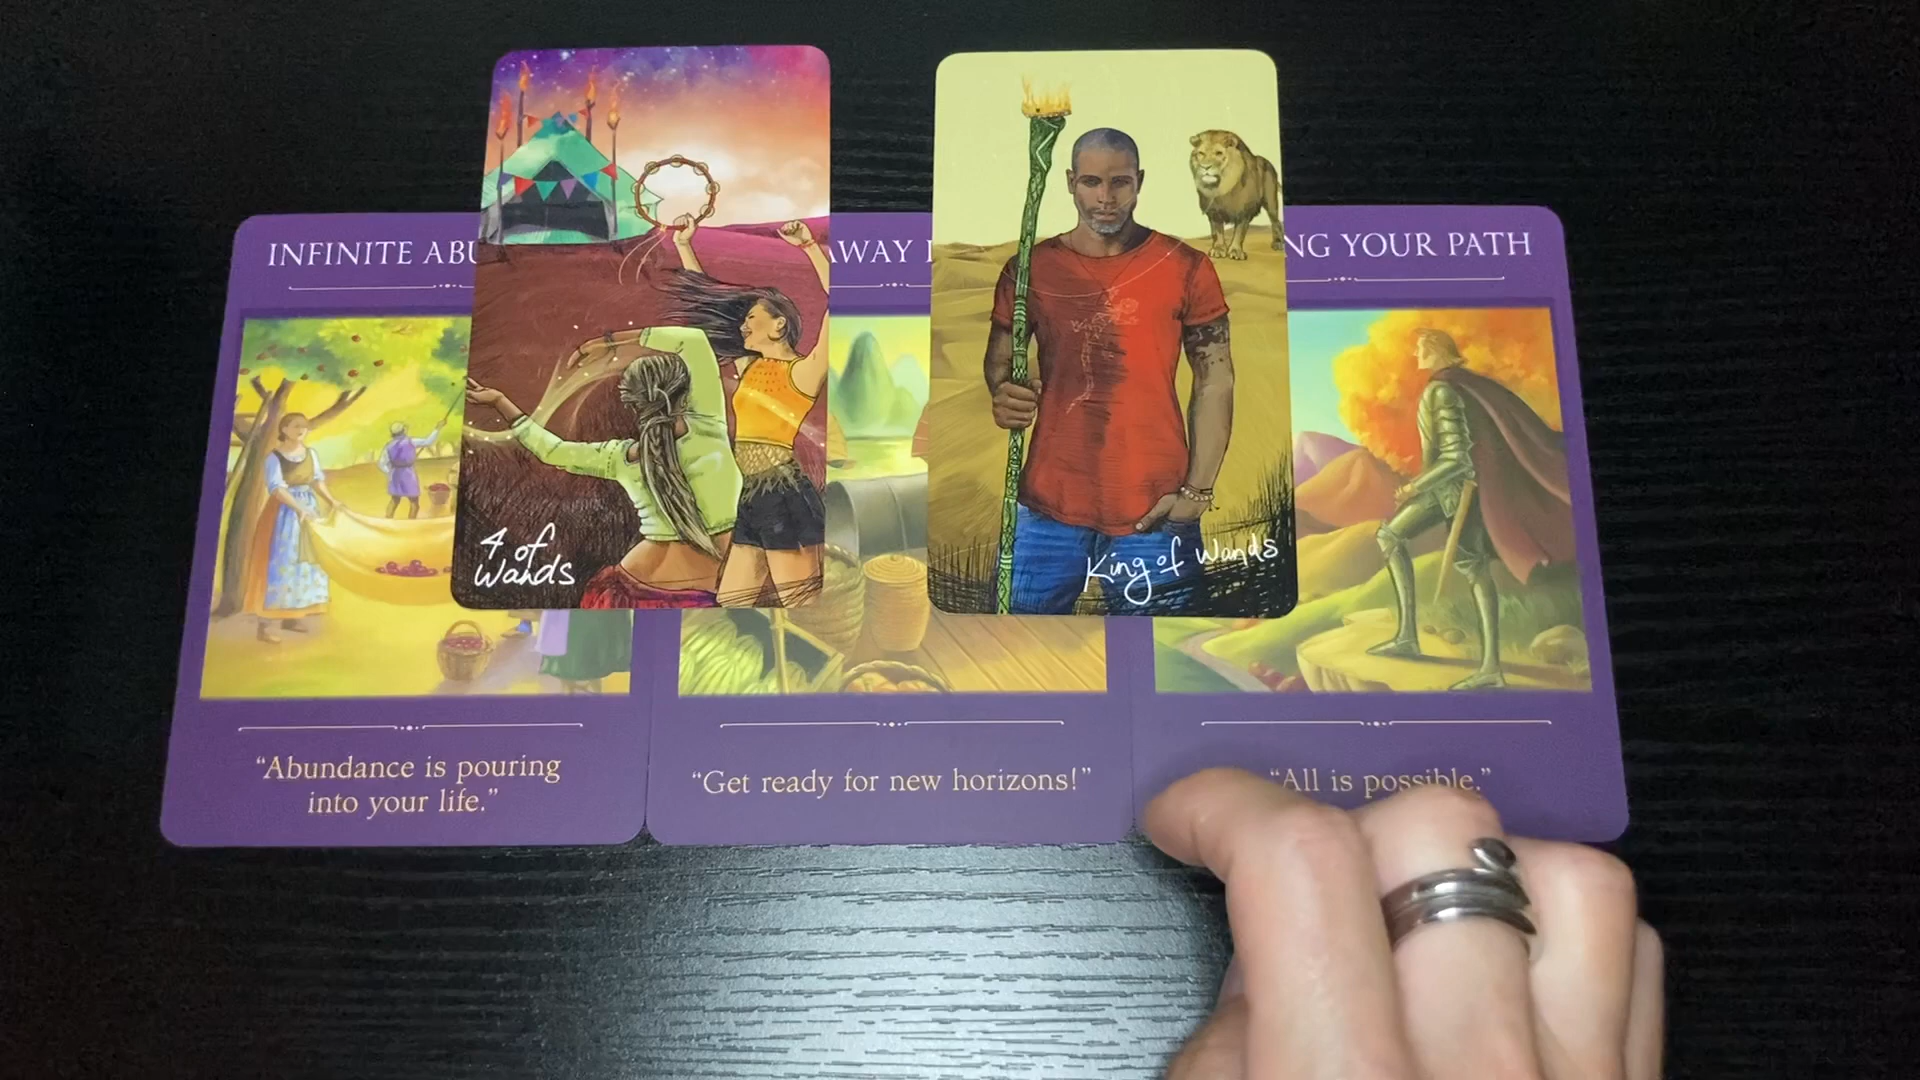 INFINITE ABU
AWAY
NG YOUR PATH
4 of
Wands
King of Wands
“Abundance is pouring
into your life.”
“Get ready for new horizons!”
“All is possible.”